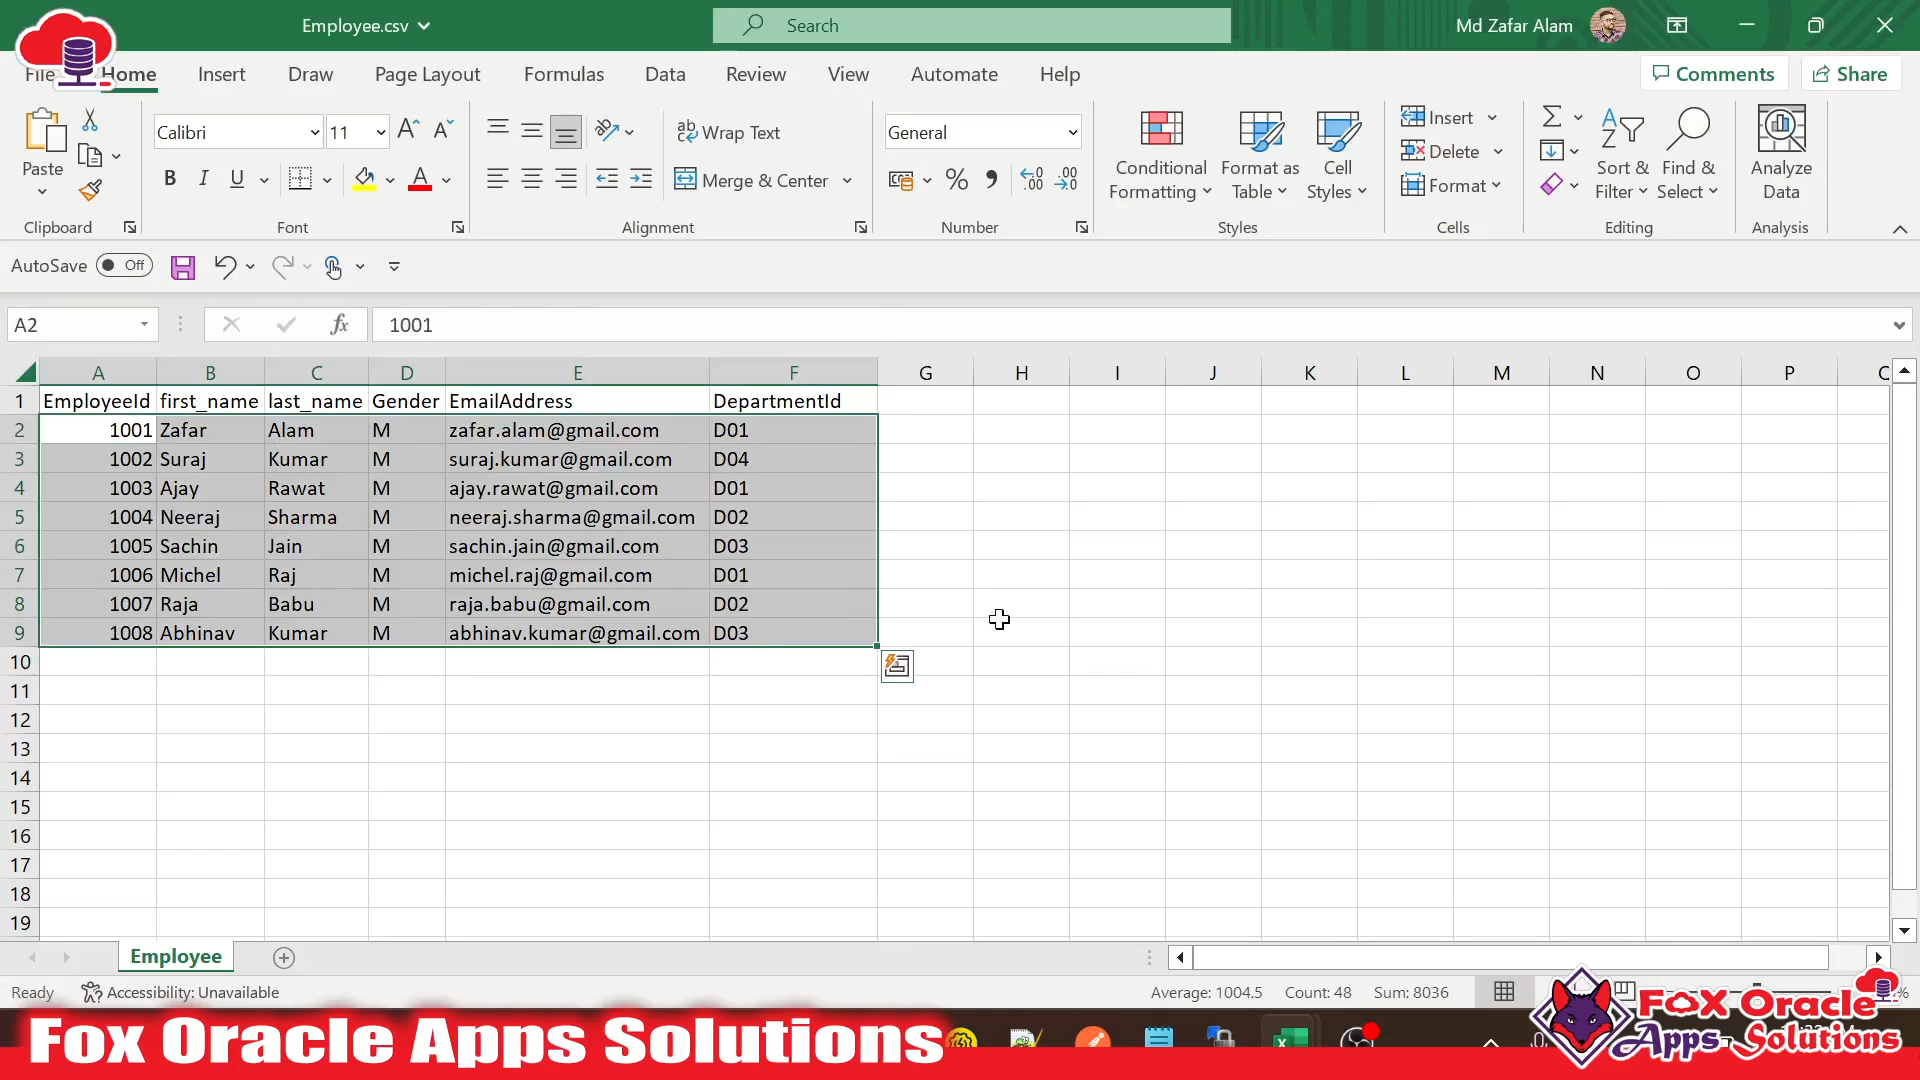 Employee.csv
Search
Md Zafar Alam
File Home Insert Draw Page Layout Formulas Data Review View Automate Help
Comments Share
Paste
Clipboard
Calibri 11
B I U
A
Font
ab Wrap Text
Merge & Center
Alignment
General
% 9 .00 .00
Number
Conditional Formatting
Format as Table
Cell Styles
Styles
Insert
Delete
Format
Cells
Sort & Filter
Find & Select
Editing
Analyze Data
Analysis
AutoSave Off
A2 fx 1001
A B C D E F G H I J K L M N O P
1 EmployeeId first_name last_name Gender EmailAddress DepartmentId
2 1001 Zafar Alam M zafar.alam@gmail.com D01
3 1002 Suraj Kumar M suraj.kumar@gmail.com D04
4 1003 Ajay Rawat M ajay.rawat@gmail.com D01
5 1004 Neeraj Sharma M neeraj.sharma@gmail.com D02
6 1005 Sachin Jain M sachin.jain@gmail.com D03
7 1006 Michel Raj M michel.raj@gmail.com D01
8 1007 Raja Babu M raja.babu@gmail.com D02
9 1008 Abhinav Kumar M abhinav.kumar@gmail.com D03
10
11
12
13
14
15
16
17
18
19
Employee
Ready Accessibility: Unavailable Average: 1004.5 Count: 48 Sum: 8036
Fox Oracle Apps Solutions
FOX Oracle
Apps Solutions